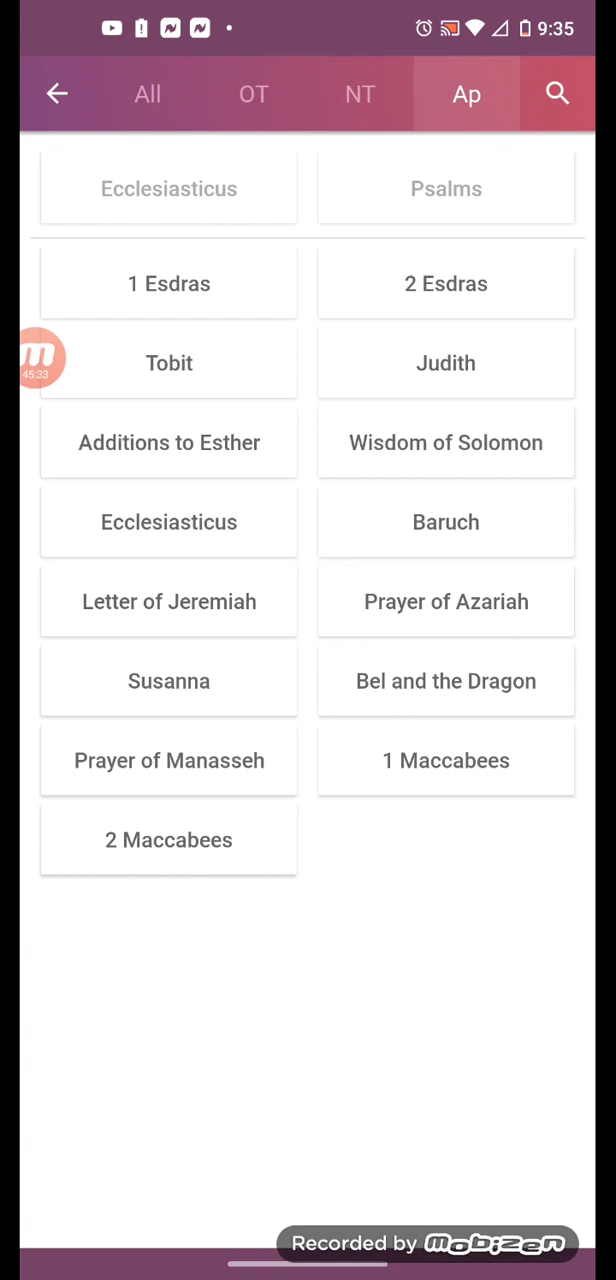 9:35
All OT NT Ap
Ecclesiasticus Psalms
1 Esdras 2 Esdras
m
45:33
Tobit Judith
Additions to Esther Wisdom of Solomon
Ecclesiasticus Baruch
Letter of Jeremiah Prayer of Azariah
Susanna Bel and the Dragon
Prayer of Manasseh 1 Maccabees
2 Maccabees
Recorded by mobizen